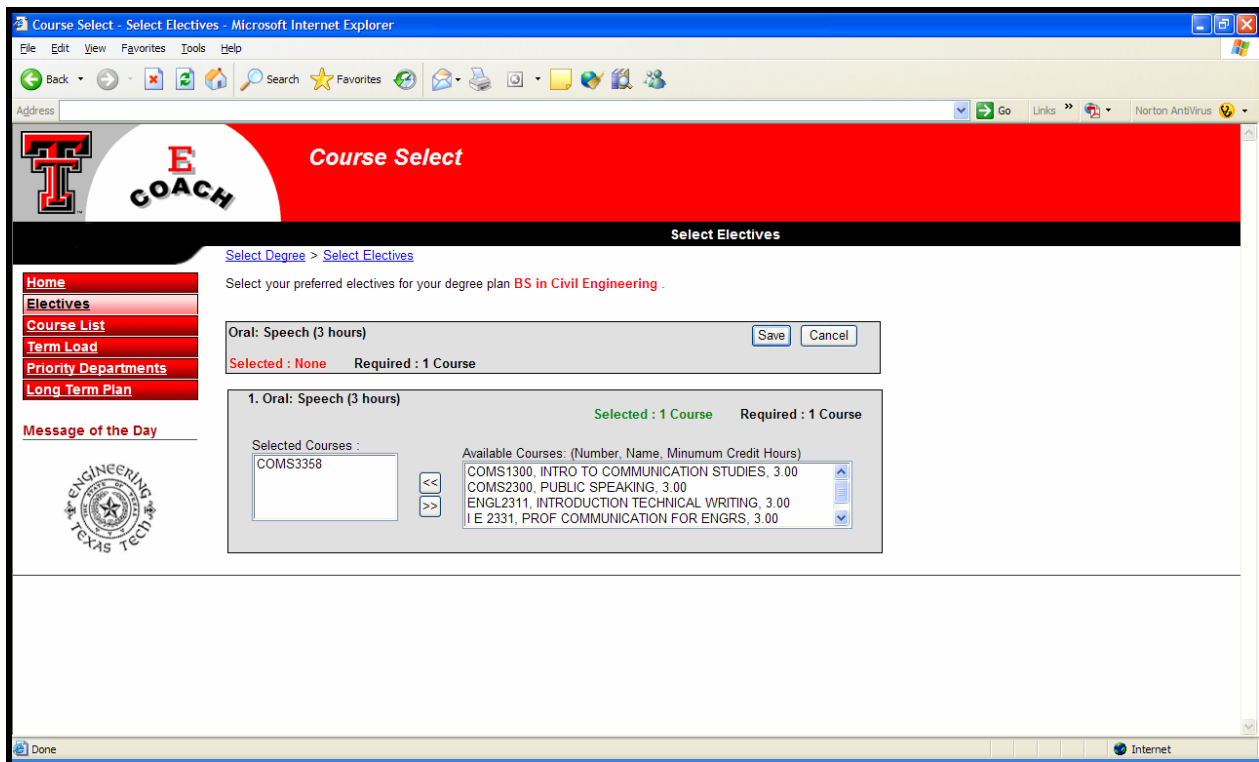 Course Select - Select Electives - Microsoft Internet Explorer
File Edit View Favorites Tools Help
Back Search Favorites
Address Go Links » Norton AntiVirus
T E COACH
Course Select
Select Electives
Select Degree > Select Electives
Select your preferred electives for your degree plan BS in Civil Engineering .
Home
Electives
Course List
Term Load
Priority Departments
Long Term Plan
Message of the Day
ENGINEERING
TEXAS TECH
Oral: Speech (3 hours) Save Cancel
Selected : None Required : 1 Course
1. Oral: Speech (3 hours)
Selected : 1 Course Required : 1 Course
Selected Courses :
COMS3358
<<
>>
Available Courses: (Number, Name, Minumum Credit Hours)
COMS1300, INTRO TO COMMUNICATION STUDIES, 3.00
COMS2300, PUBLIC SPEAKING, 3.00
ENGL2311, INTRODUCTION TECHNICAL WRITING, 3.00
I E 2331, PROF COMMUNICATION FOR ENGRS, 3.00
Done Internet